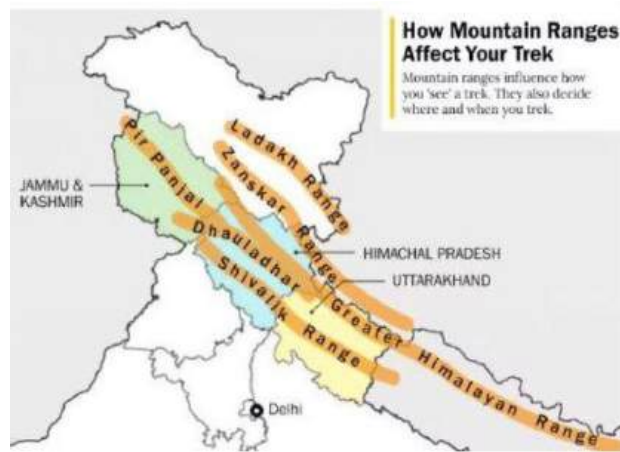 How Mountain Ranges
Affect Your Trek
Mountain ranges influence how
you 'see' a trek. They also decide
where and when you trek.
Ladakh Range
Zanskar Range
Pir Panjal
JAMMU &
KASHMIR
Dhauladhar
HIMACHAL PRADESH
Shivalik Range
UTTARAKHAND
Greater Himalayan Range
Delhi